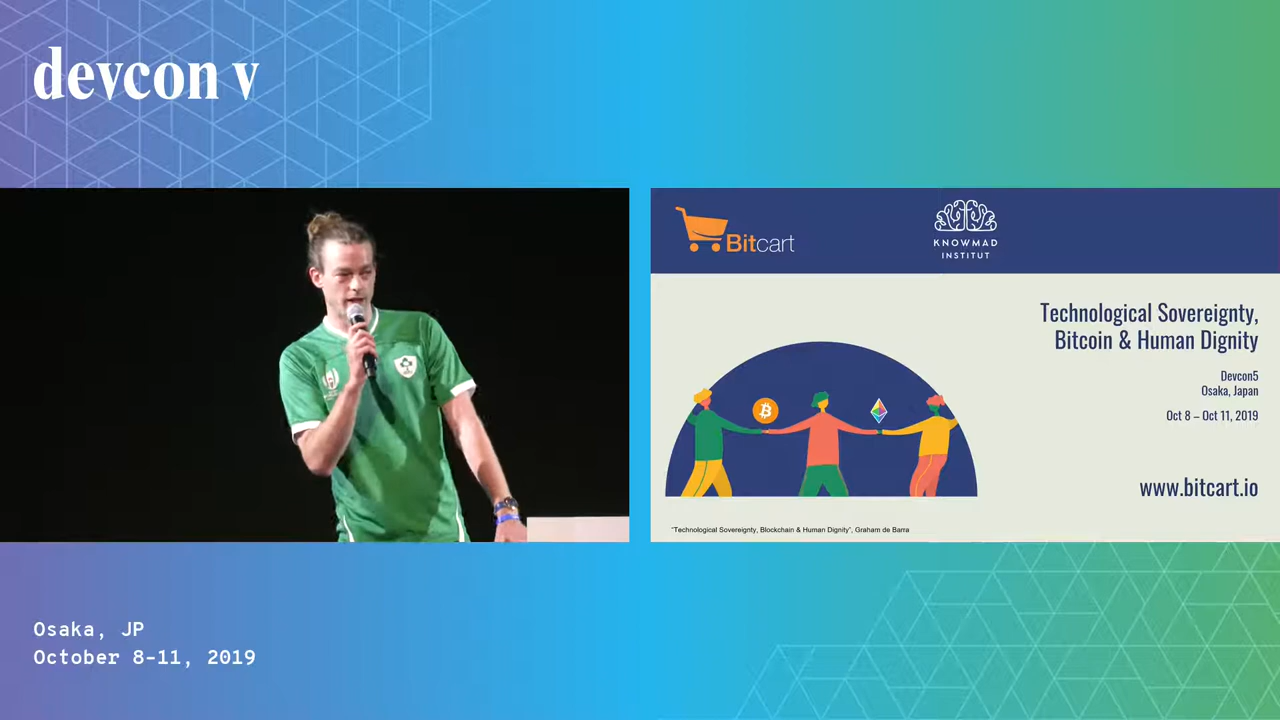 devcon v
Bitcart
KNOWMAD
INSTITUT
Technological Sovereignty,
Bitcoin & Human Dignity
Devcon5
Osaka, Japan
Oct 8 – Oct 11, 2019
www.bitcart.io
"Technological Sovereignty, Blockchain & Human Dignity", Graham de Barra
Osaka, JP
October 8-11, 2019